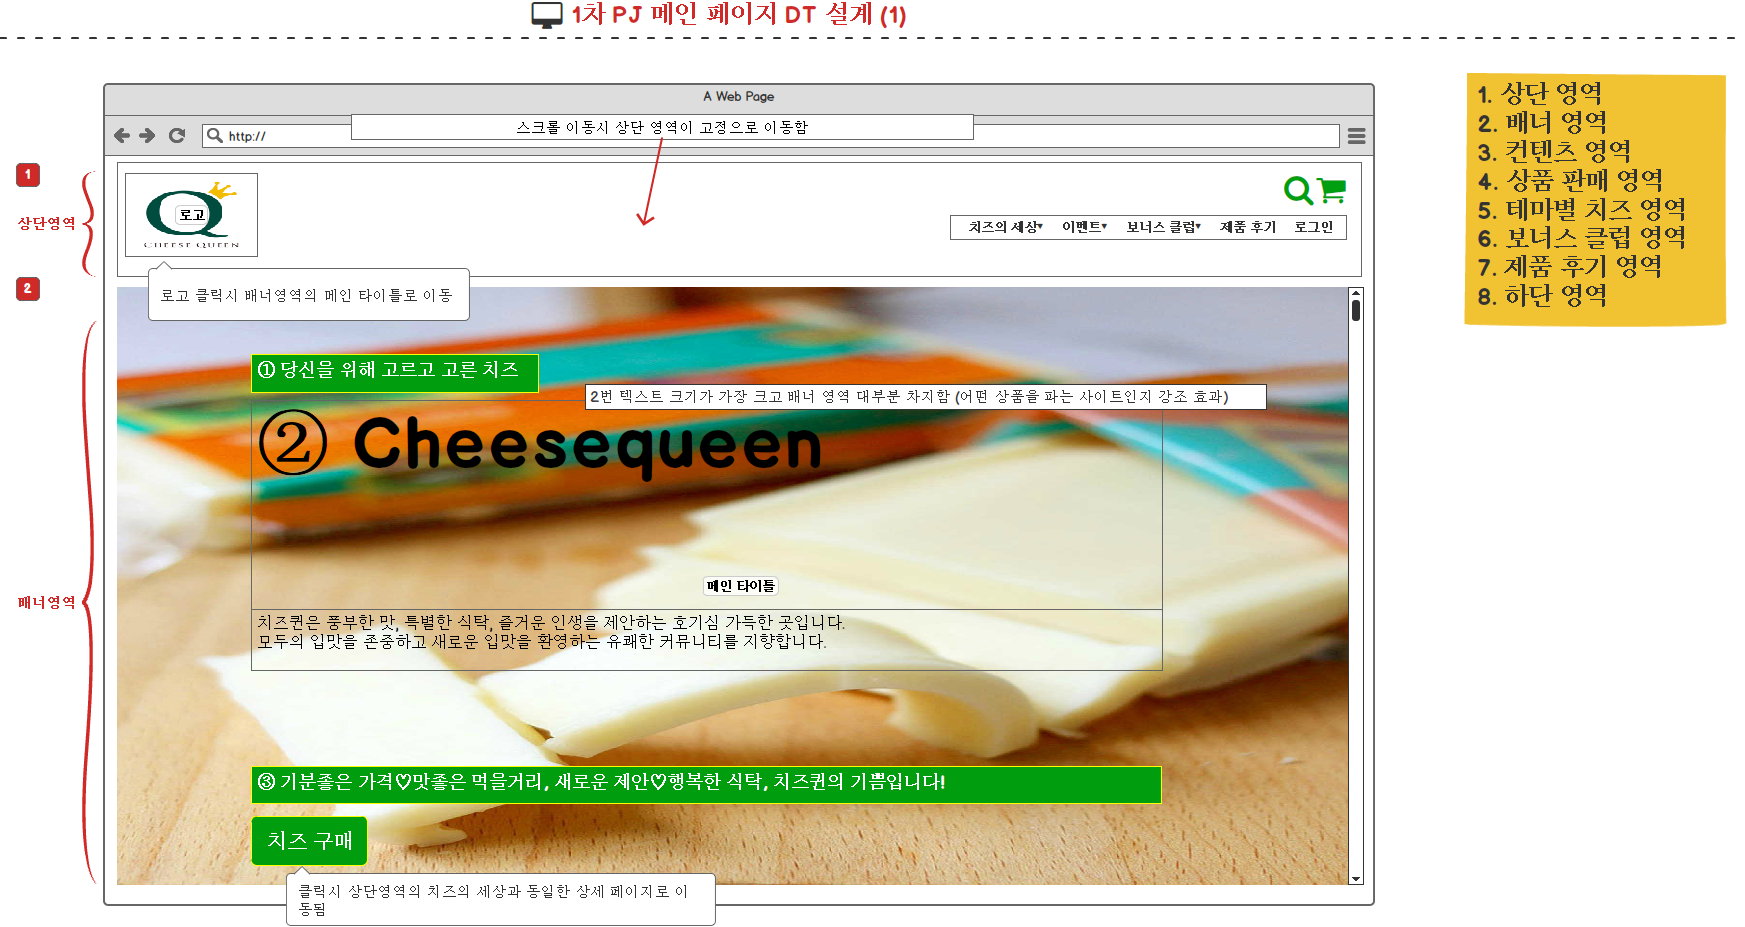 1차 PJ 메인 페이지 DT 설계 (1)
A Web Page
http://
스크롤 이동시 상단 영역이 고정으로 이동함
1. 상단 영역
2. 배너 영역
3. 컨텐츠 영역
4. 상품 판매 영역
5. 테마별 치즈 영역
6. 보너스 클럽 영역
7. 제품 후기 영역
8. 하단 영역
1
상단영역
로고
CHEESE QUEEN
치즈의 세상▾ 이벤트▾ 보너스 클럽▾ 제품 후기 로그인
로고 클릭시 배너영역의 메인 타이틀로 이동
2
배너영역
① 당신을 위해 고르고 고른 치즈
2번 텍스트 크기가 가장 크고 배너 영역 대부분 차지함 (어떤 상품을 파는 사이트인지 강조 효과)
② Cheesequeen
메인 타이틀
치즈퀸은 풍부한 맛, 특별한 식탁, 즐거운 인생을 제안하는 호기심 가득한 곳입니다.
모두의 입맛을 존중하고 새로운 입맛을 환영하는 유쾌한 커뮤니티를 지향합니다.
③ 기분좋은 가격♡맛좋은 먹을거리, 새로운 제안♡행복한 식탁, 치즈퀸의 기쁨입니다!
치즈 구매
클릭시 상단영역의 치즈의 세상과 동일한 상세 페이지로 이
동됨